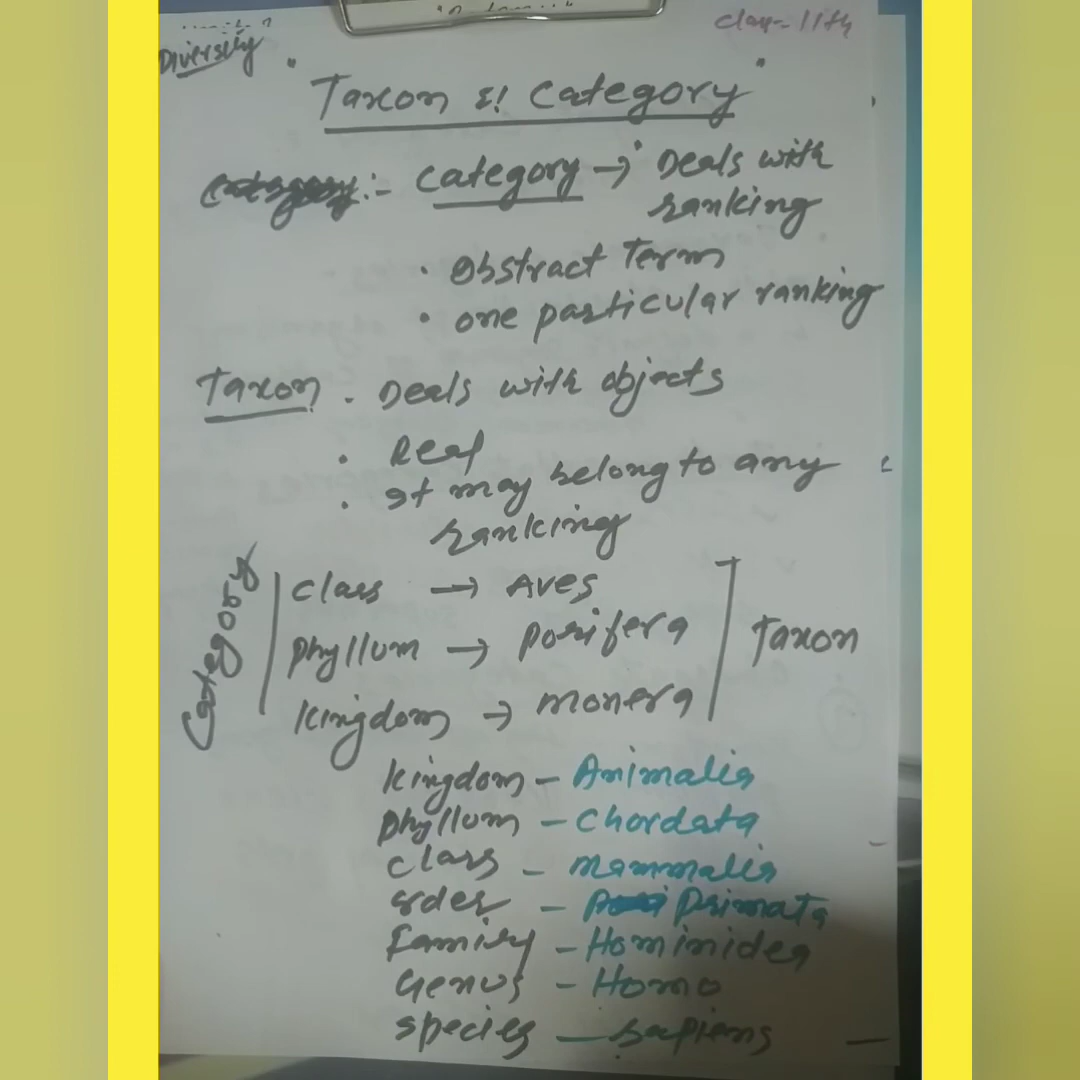 class-11th
Diversity
"Taxon &! Category"
Category:- Category → Deals with
ranking
• Obstract Term
• one particular ranking
Taxon . Deals with objects
• Real
• It may belong to any
ranking
Category
class → Aves
Phyllum → Porifera
Kingdom → monera
Taxon
Kingdom - Animalia
Phyllum - Chordata
Class - mammalia
order - Primata
Family - Hominidea
Genus - Homo
species - sapiens